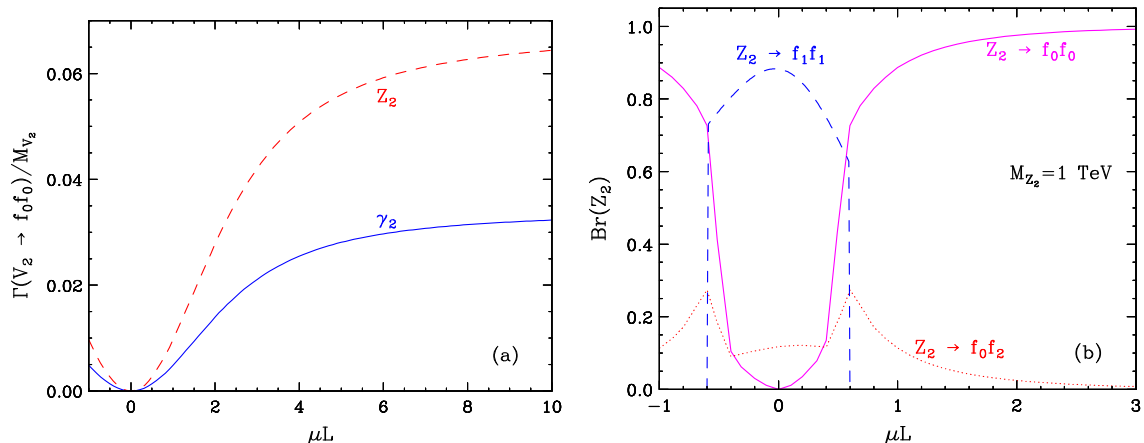 Γ(V₂ → f₀f₀)/M_V₂
0.06
0.04
0.02
0.00
0 2 4 6 8 10
μL
Z₂
γ₂
(a)
Br(Z₂)
1.0
0.8
0.6
0.4
0.2
0.0
-1 0 1 2 3
μL
Z₂ → f₁f₁
Z₂ → f₀f₀
M_Z₂=1 TeV
Z₂ → f₀f₂
(b)